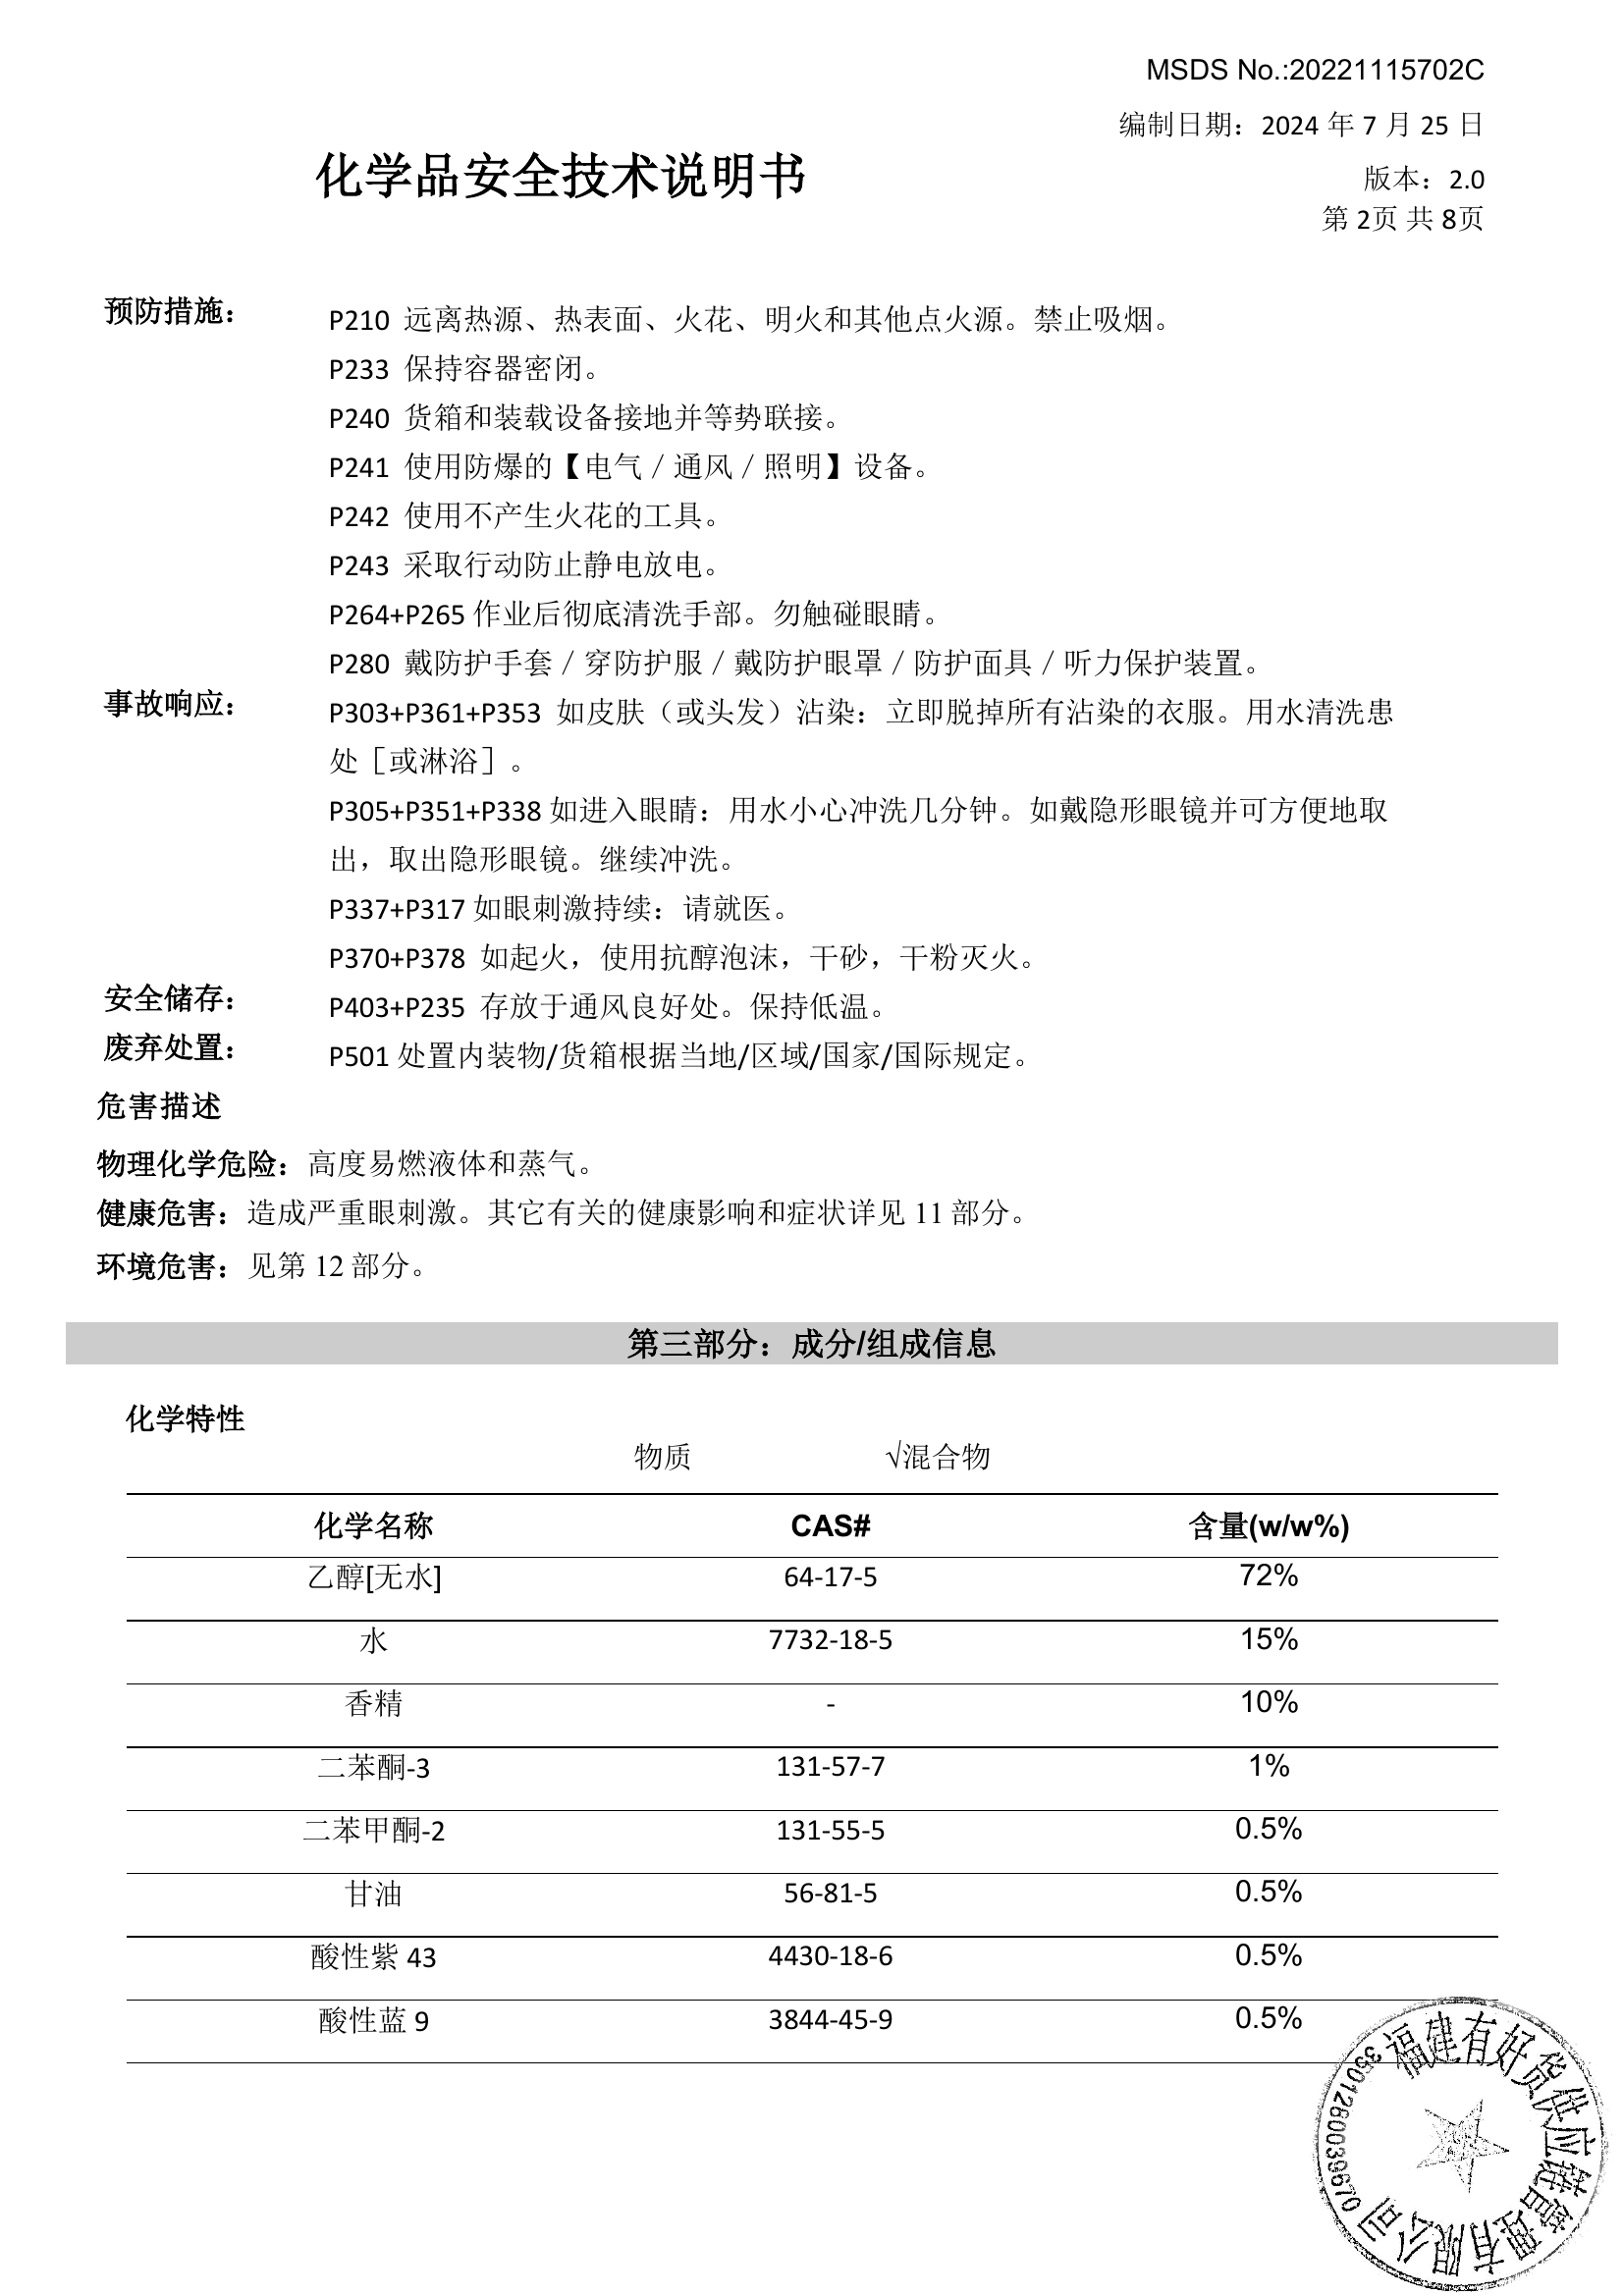 MSDS No.:20221115702C
编制日期：2024 年 7 月 25 日
化学品安全技术说明书
版本：2.0
第 2页 共 8页
预防措施：
P210 远离热源、热表面、火花、明火和其他点火源。禁止吸烟。
P233 保持容器密闭。
P240 货箱和装载设备接地并等势联接。
P241 使用防爆的【电气／通风／照明】设备。
P242 使用不产生火花的工具。
P243 采取行动防止静电放电。
P264+P265 作业后彻底清洗手部。勿触碰眼睛。
P280 戴防护手套／穿防护服／戴防护眼罩／防护面具／听力保护装置。
事故响应：
P303+P361+P353 如皮肤（或头发）沾染：立即脱掉所有沾染的衣服。用水清洗患
处［或淋浴］。
P305+P351+P338 如进入眼睛：用水小心冲洗几分钟。如戴隐形眼镜并可方便地取
出，取出隐形眼镜。继续冲洗。
P337+P317 如眼刺激持续：请就医。
P370+P378 如起火，使用抗醇泡沫，干砂，干粉灭火。
安全储存：
P403+P235 存放于通风良好处。保持低温。
废弃处置：
P501 处置内装物/货箱根据当地/区域/国家/国际规定。
危害描述
物理化学危险：高度易燃液体和蒸气。
健康危害：造成严重眼刺激。其它有关的健康影响和症状详见 11 部分。
环境危害：见第 12 部分。
第三部分：成分/组成信息
化学特性
物质 √混合物
化学名称 CAS# 含量(w/w%)
乙醇[无水] 64-17-5 72%
水 7732-18-5 15%
香精 - 10%
二苯酮-3 131-57-7 1%
二苯甲酮-2 131-55-5 0.5%
甘油 56-81-5 0.5%
酸性紫 43 4430-18-6 0.5%
酸性蓝 9 3844-45-9 0.5%
福建有好货供应链管理有限公司
3501260039670